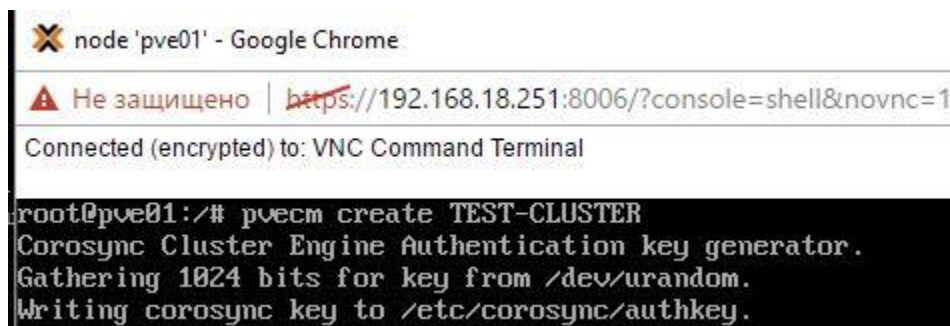 node 'pve01' - Google Chrome
Не защищено | https://192.168.18.251:8006/?console=shell&novnc=1
Connected (encrypted) to: VNC Command Terminal
root@pve01:/# pvecm create TEST-CLUSTER
Corosync Cluster Engine Authentication key generator.
Gathering 1024 bits for key from /dev/urandom.
Writing corosync key to /etc/corosync/authkey.